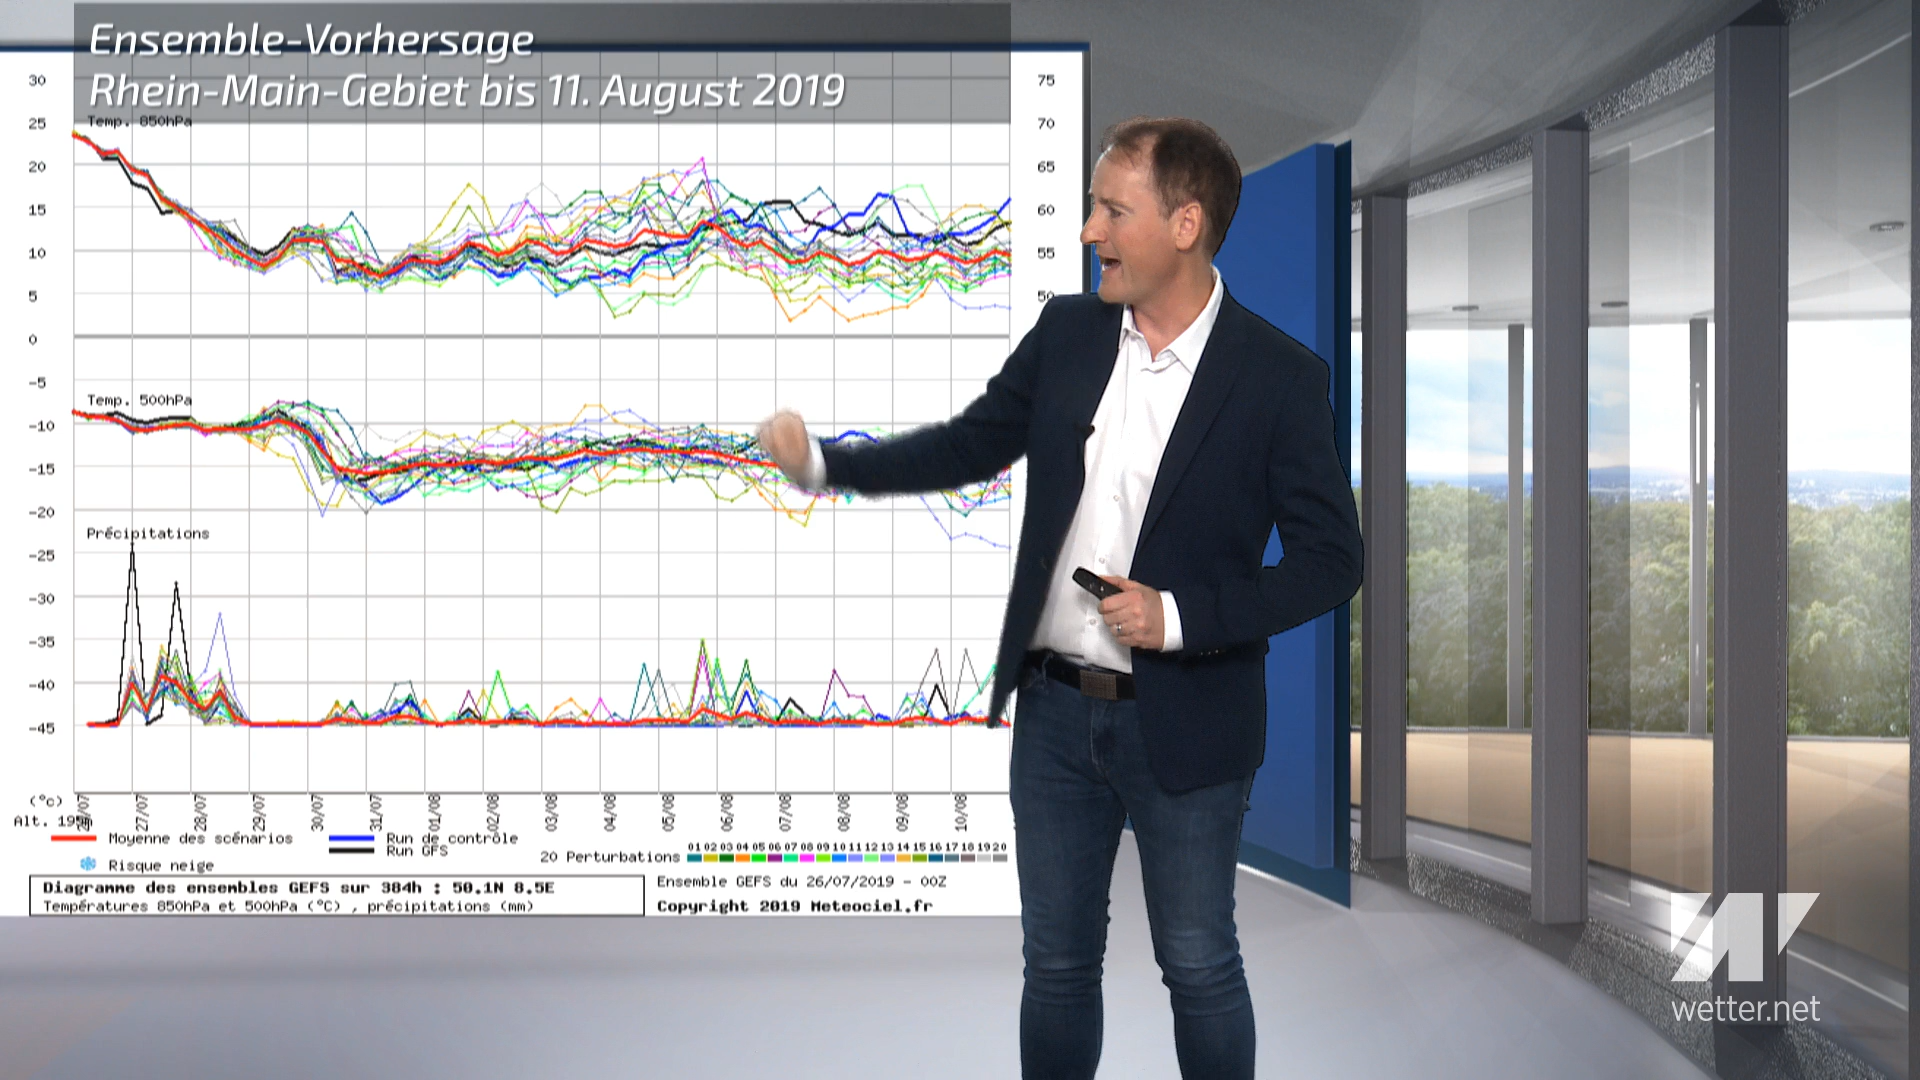 Ensemble-Vorhersage
Rhein-Main-Gebiet bis 11. August 2019
Temp. 850hPa
30
25
20
15
10
5
0
-5
-10
-15
-20
-25
-30
-35
-40
-45
75
70
65
60
55
50
Temp. 500hPa
Précipitations
(°c)
27/07 28/07 29/07 30/07 31/07 01/08 02/08 03/08 04/08 05/08 06/08 07/08 08/08 09/08 10/08
Alt.
Moyenne des scénarios
Run de contrôle
Run GFS
Risque neige
20 Perturbations
01 02 03 04 05 06 07 08 09 10 11 12 13 14 15 16 17 18 19 20
Diagramme des ensembles GEFS sur 384h : 50.1N 8.5E
Températures 850hPa et 500hPa (°C) , précipitations (mm)
Ensemble GEFS du 26/07/2019 - 00Z
Copyright 2019 Meteociel.fr
wetter.net